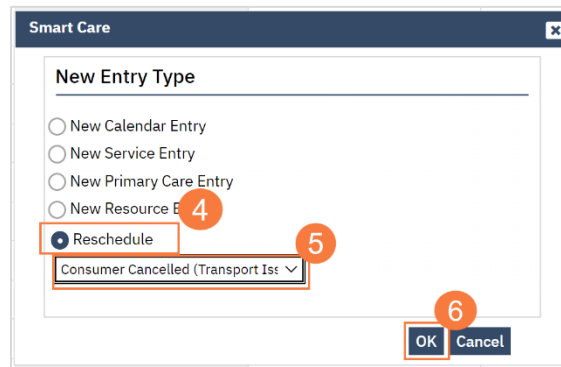 Smart Care
New Entry Type
New Calendar Entry
New Service Entry
New Primary Care Entry
New Resource
4
Reschedule
5
Consumer Cancelled (Transport Iss
6
OK Cancel